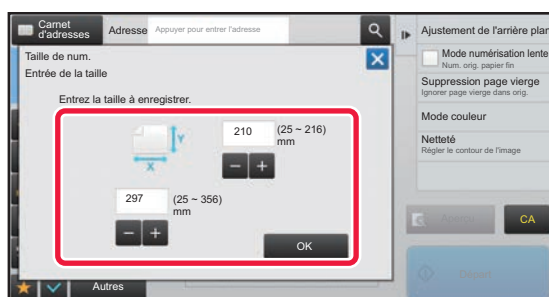 Carnet
d'adresses
Adresse
Appuyer pour entrer l'adresse
Ajustement de l'arrière plan
Taille de num.
Entrée de la taille
Mode numérisation lente
Num. orig. papier fin
Suppression page vierge
Ignorer page vierge dans orig.
Entrez la taille à enregistrer.
Mode couleur
Y
210
(25 ~ 216)
mm
Netteté
Régler le contour de l'image
X
297
(25 ~ 356)
mm
Aperçu
CA
OK
Départ
Autres